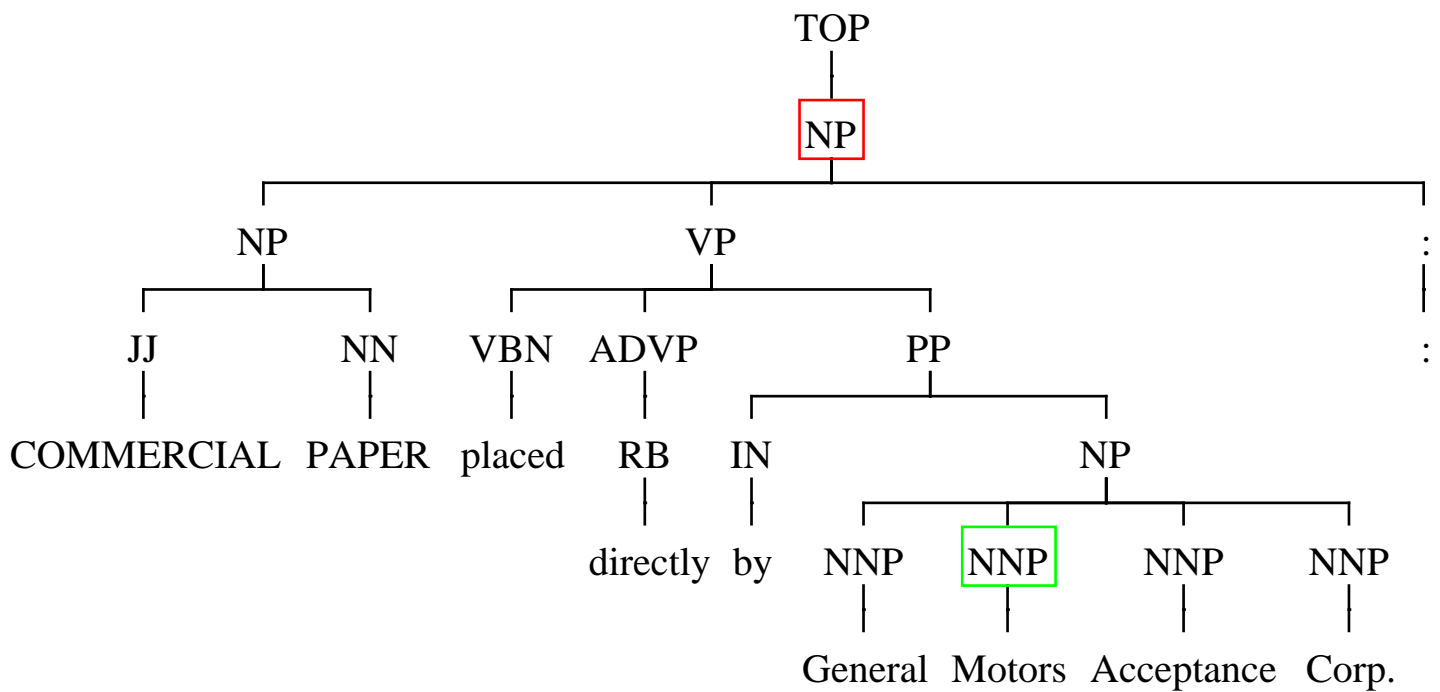 TOP
NP
NP VP :
JJ NN VBN ADVP PP :
COMMERCIAL PAPER placed RB IN NP
directly by NNP NNP NNP NNP
General Motors Acceptance Corp.